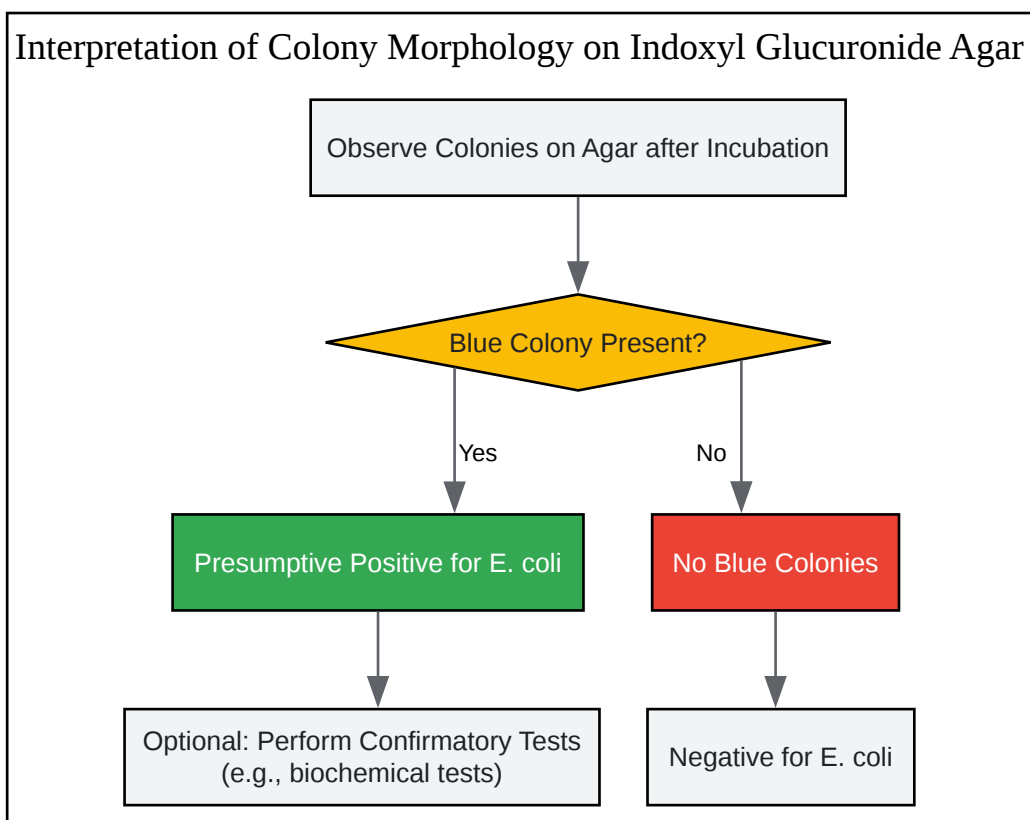 Interpretation of Colony Morphology on Indoxyl Glucuronide Agar
Observe Colonies on Agar after Incubation
Blue Colony Present?
Yes
No
Presumptive Positive for E. coli
No Blue Colonies
Optional: Perform Confirmatory Tests
(e.g., biochemical tests)
Negative for E. coli